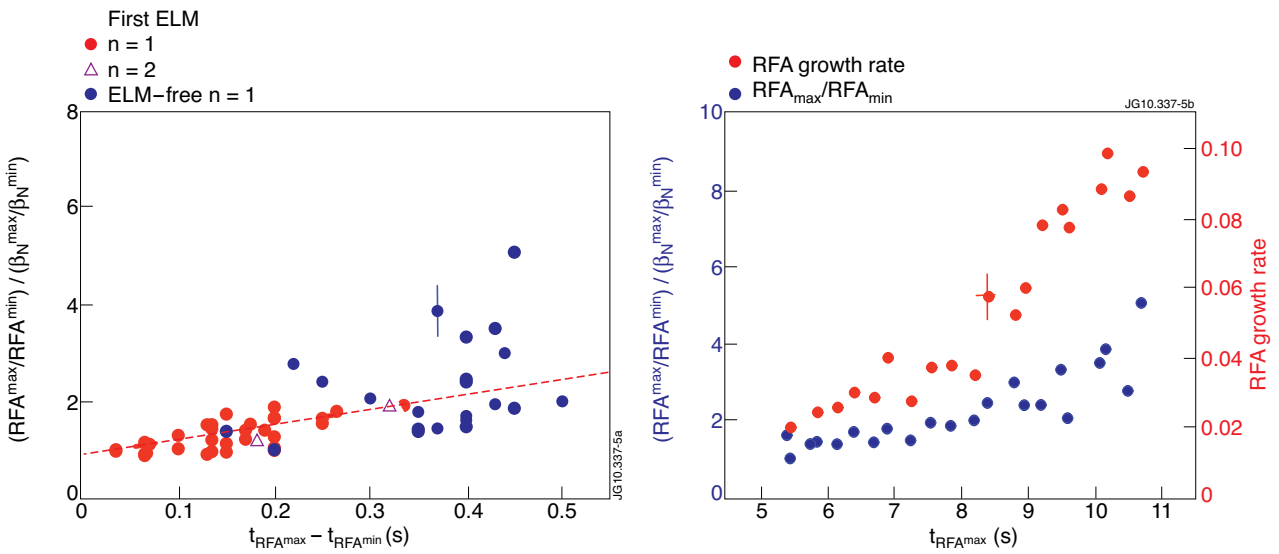 First ELM
n = 1
n = 2
ELM–free n = 1
8
6
4
2
0
(RFAmax/RFAmin) / (βNmax/βNmin)
0
0.1
0.2
0.3
0.4
0.5
tRFAmax – tRFAmin (s)
JG10.337-5a
RFA growth rate
RFAmax/RFAmin
JG10.337-5b
10
8
6
4
2
0
(RFAmax/RFAmin) / (βNmax/βNmin)
0.10
0.08
0.06
0.04
0.02
0
RFA growth rate
5
6
7
8
9
10
11
tRFAmax (s)